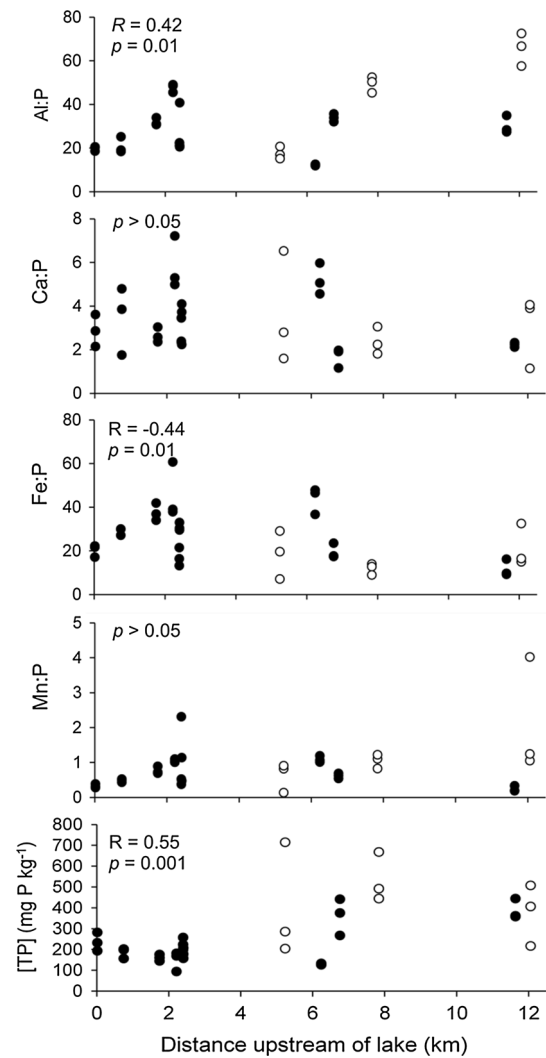 80
60
40
20
0
Al:P
R = 0.42
p = 0.01
8
6
4
2
0
Ca:P
p > 0.05
80
60
40
20
0
Fe:P
R = -0.44
p = 0.01
5
4
3
2
1
0
Mn:P
p > 0.05
800
700
600
500
400
300
200
100
0
[TP] (mg P kg⁻¹)
R = 0.55
p = 0.001
0 2 4 6 8 10 12
Distance upstream of lake (km)